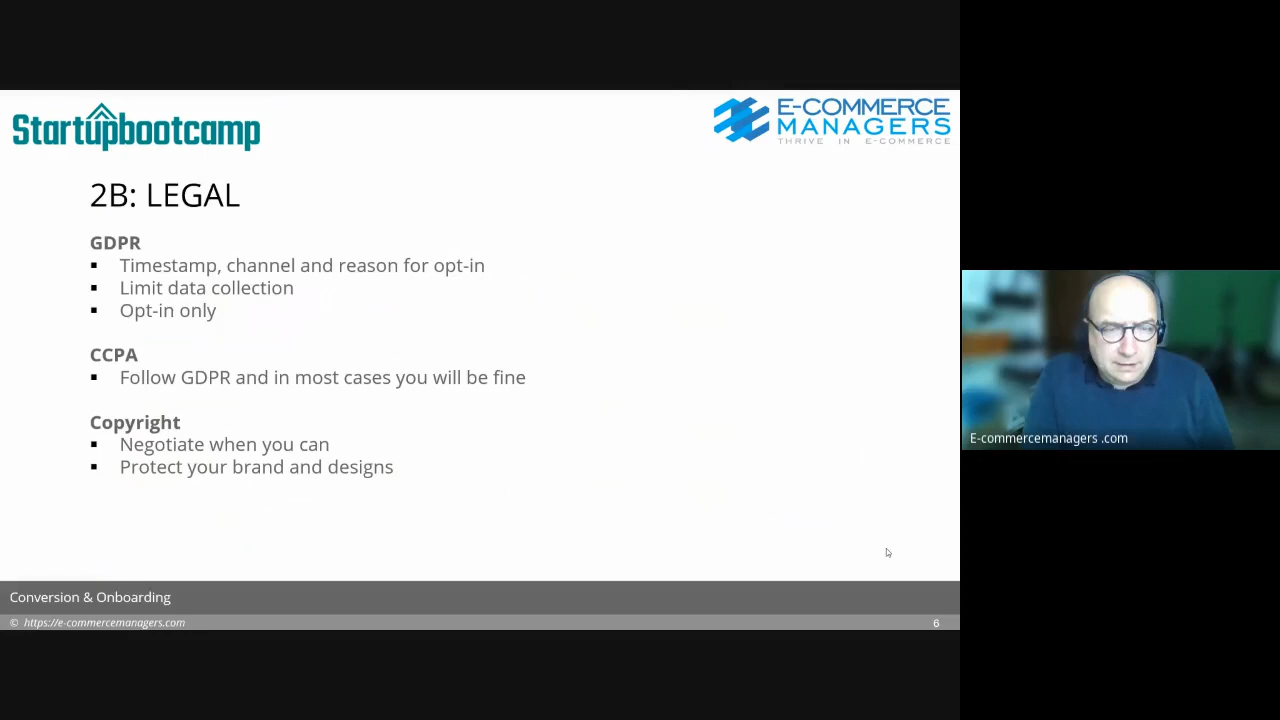 Startupbootcamp
E-COMMERCE
MANAGERS
THRIVE IN E-COMMERCE
2B: LEGAL
GDPR
▪ Timestamp, channel and reason for opt-in
▪ Limit data collection
▪ Opt-in only
CCPA
▪ Follow GDPR and in most cases you will be fine
Copyright
▪ Negotiate when you can
▪ Protect your brand and designs
E-commercemanagers .com
Conversion & Onboarding
© https://e-commercemanagers.com
6